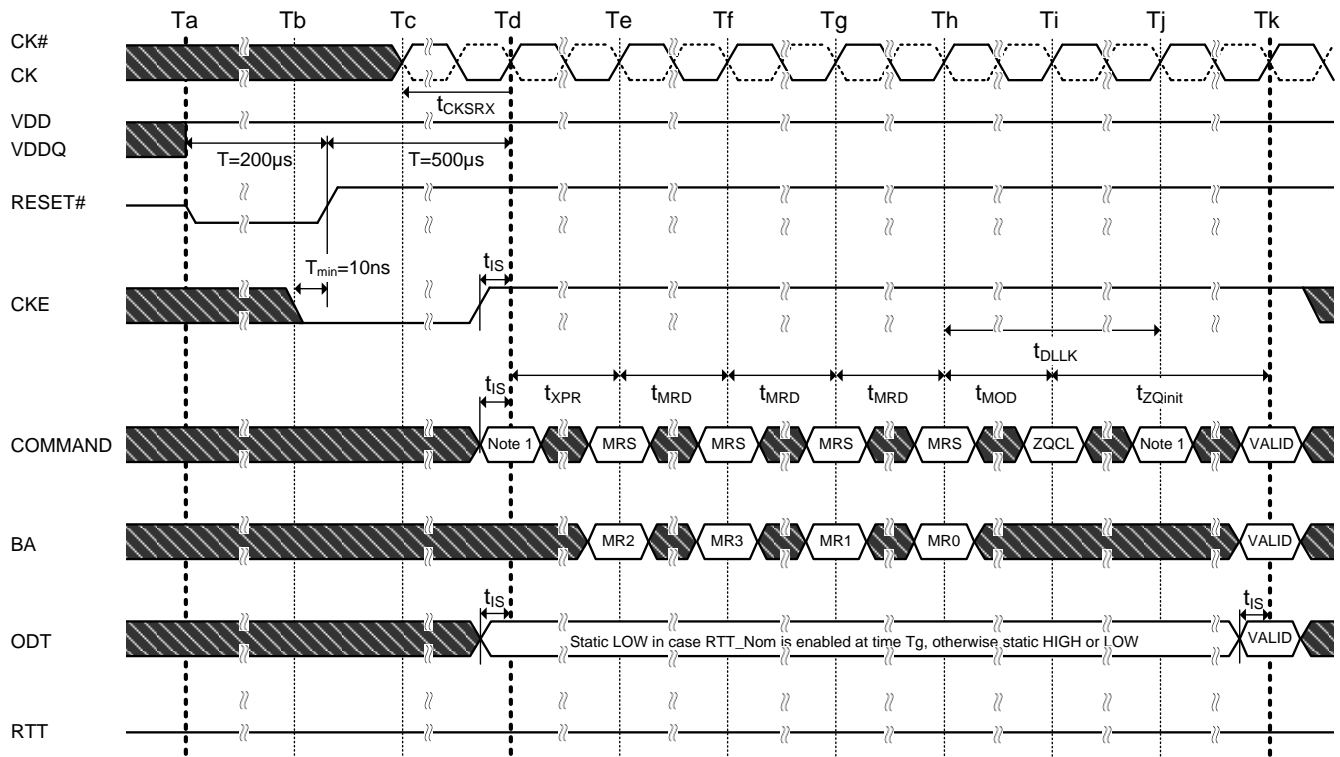 Ta Tb Tc Td Te Tf Tg Th Ti Tj Tk
CK#
CK
tCKSRX
VDD
VDDQ
T=200µs T=500µs
RESET#
Tmin=10ns tIS
CKE
tDLLK
tIS tXPR tMRD tMRD tMRD tMOD tZQinit
COMMAND Note 1 MRS MRS MRS MRS ZQCL Note 1 VALID
BA MR2 MR3 MR1 MR0 VALID
tIS tIS
ODT Static LOW in case RTT_Nom is enabled at time Tg, otherwise static HIGH or LOW VALID
RTT